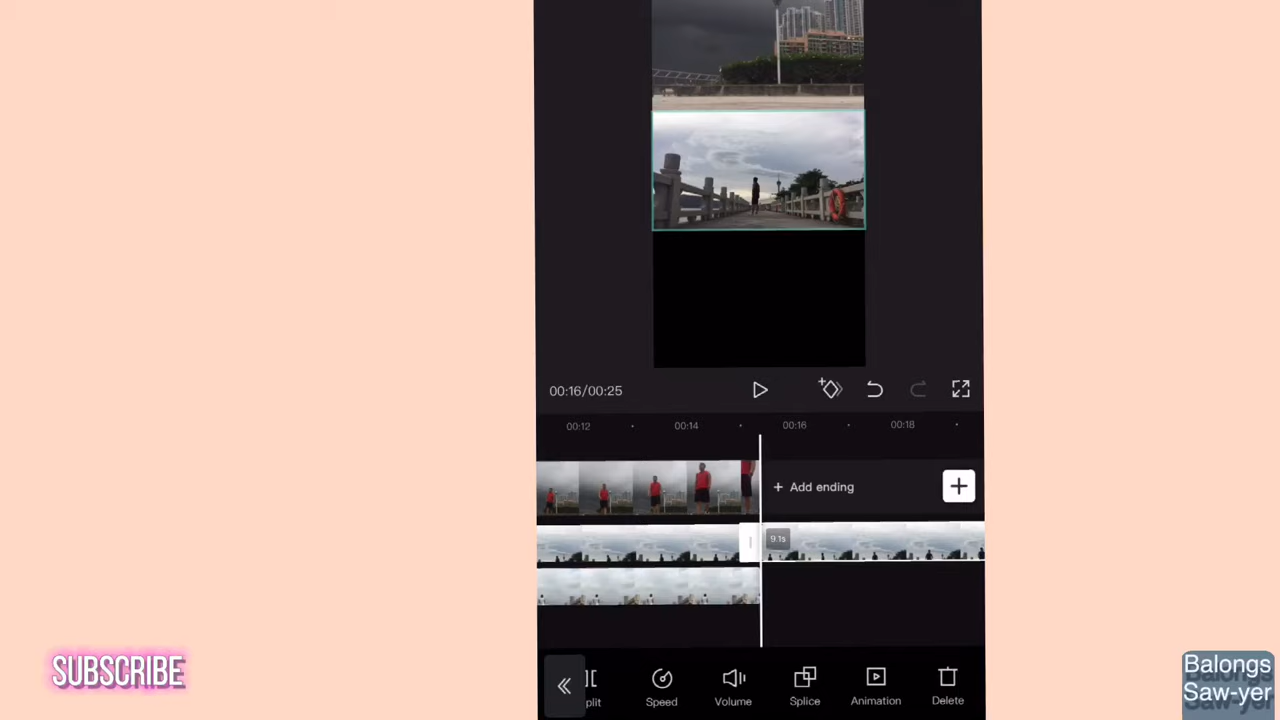 00:16/00:25
00:12
00:14
00:16
00:18
+ Add ending
9.1s
plit
Speed
Volume
Splice
Animation
Delete
SUBSCRIBE
Balongs
Saw-yer